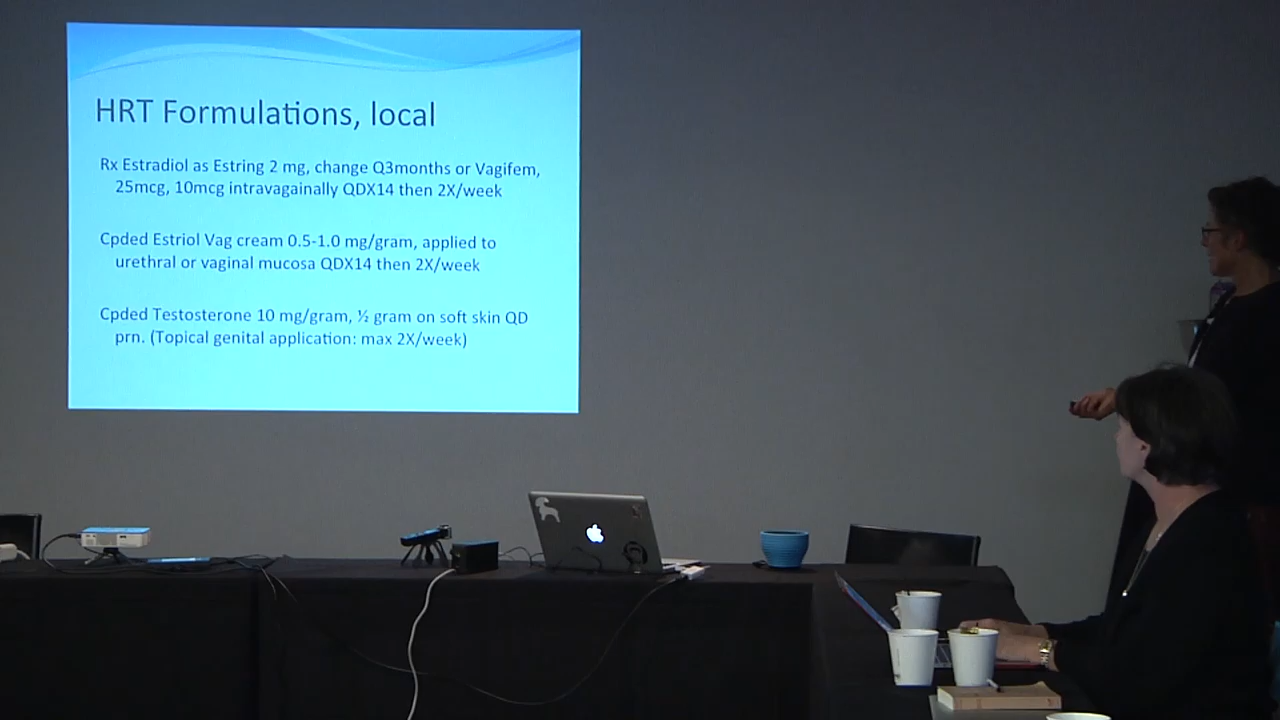 HRT Formulations, local
Rx Estradiol as Estring 2 mg, change Q3months or Vagifem,
25mcg, 10mcg intravagainally QDX14 then 2X/week
Cpded Estriol Vag cream 0.5-1.0 mg/gram, applied to
urethral or vaginal mucosa QDX14 then 2X/week
Cpded Testosterone 10 mg/gram, ½ gram on soft skin QD
prn. (Topical genital application: max 2X/week)